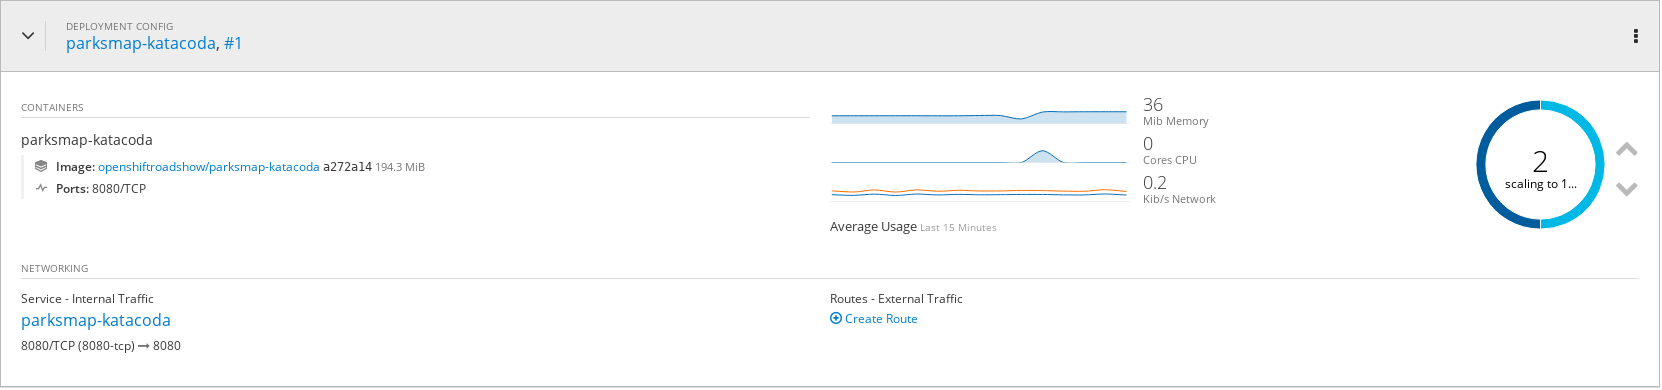 DEPLOYMENT CONFIG
parksmap-katacoda, #1
CONTAINERS
parksmap-katacoda
Image: openshiftroadshow/parksmap-katacoda a272a14 194.3 MiB
Ports: 8080/TCP
36
Mib Memory
0
Cores CPU
0.2
Kib/s Network
Average Usage Last 15 Minutes
2
scaling to 1...
NETWORKING
Service - Internal Traffic
parksmap-katacoda
8080/TCP (8080-tcp) → 8080
Routes - External Traffic
Create Route